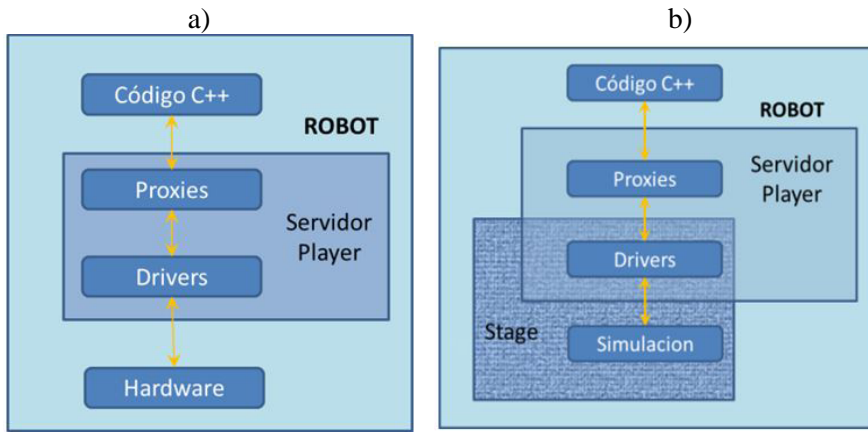 a)
Código C++
ROBOT
Proxies
Servidor
Player
Drivers
Hardware
b)
Código C++
ROBOT
Proxies
Servidor
Player
Drivers
Stage
Simulacion